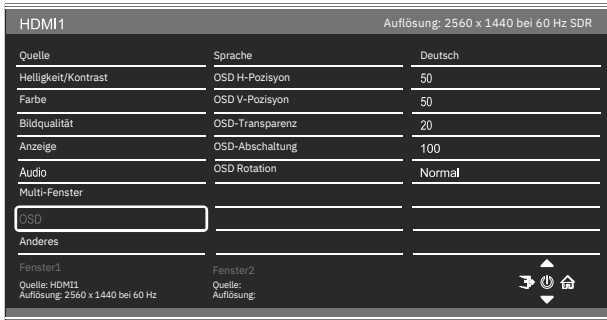 HDMI1 Auflösung: 2560 x 1440 bei 60 Hz SDR
Quelle Sprache Deutsch
Helligkeit/Kontrast OSD H-Pozisyon 50
Farbe OSD V-Pozisyon 50
Bildqualität OSD-Transparenz 20
Anzeige OSD-Abschaltung 100
Audio OSD Rotation Normal
Multi-Fenster
OSD
Anderes
Fenster1 Fenster2
Quelle: HDMI1 Quelle:
Auflösung: 2560 x 1440 bei 60 Hz Auflösung: